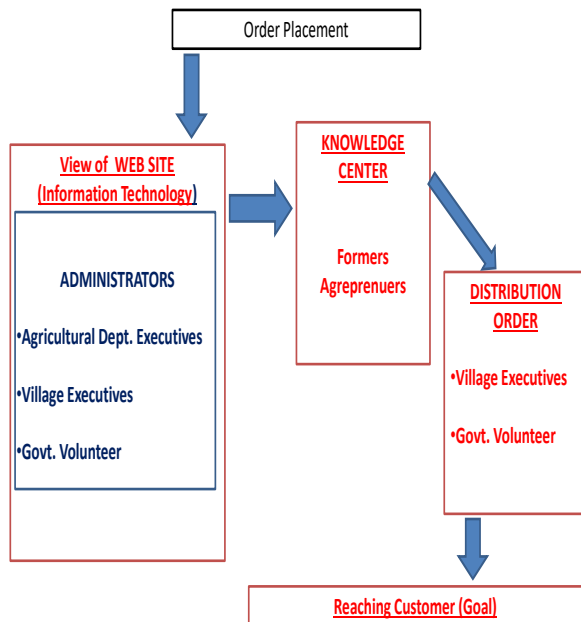 Order Placement
View of WEB SITE
(Information Technology)
ADMINISTRATORS
•Agricultural Dept. Executives
•Village Executives
•Govt. Volunteer
KNOWLEDGE
CENTER
Formers
Agreprenuers
DISTRIBUTION
ORDER
•Village Executives
•Govt. Volunteer
Reaching Customer (Goal)